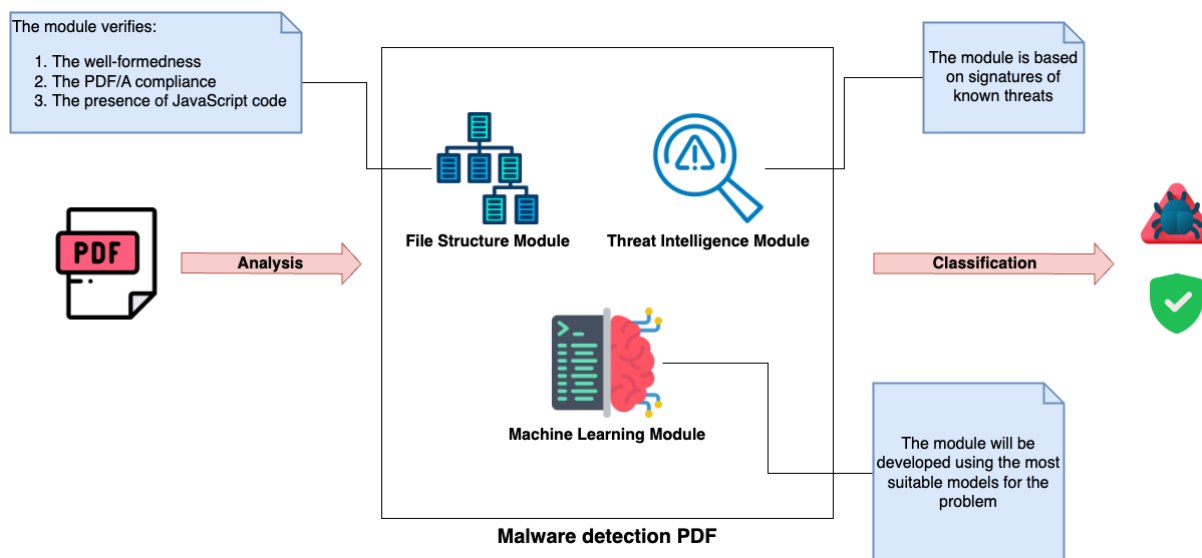 The module verifies:
1. The well-formedness
2. The PDF/A compliance
3. The presence of JavaScript code
The module is based
on signatures of
known threats
File Structure Module
Threat Intelligence Module
PDF
Analysis
Classification
Machine Learning Module
The module will be
developed using the most
suitable models for the
problem
Malware detection PDF